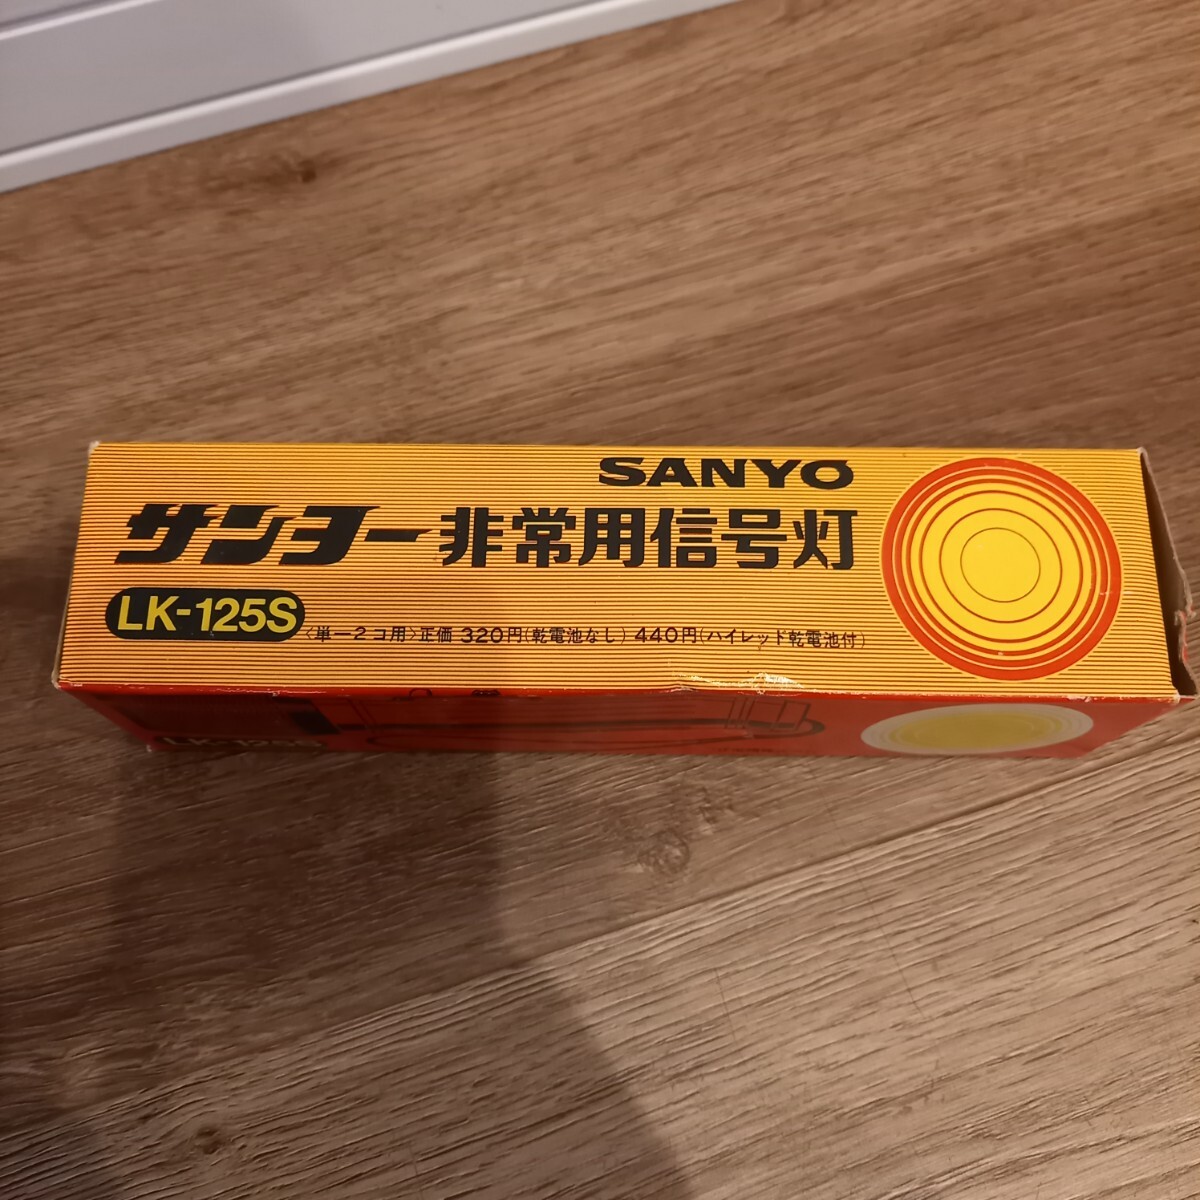 SANYO
サンヨー非常用信号灯
LK-125S
〈単一2コ用〉正価 320円(乾電池なし) 440円(ハイレッド乾電池付)
LK-125S